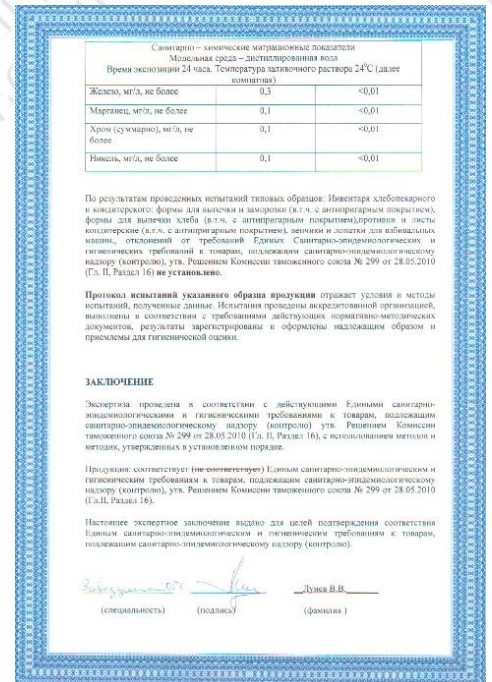 Санитарно – химические миграционные показатели
Модельная среда – дистиллированная вода
Время экспозиции 24 часа. Температура заливочного раствора 24⁰С (далее
комнатная)
Железо, мг/л, не более 0,3 <0,01
Марганец, мг/л, не более 0,1 <0,01
Хром (суммарно), мг/л, не более 0,1 <0,01
Никель, мг/л, не более 0,1 <0,01
По результатам проведенных испытаний типовых образцов: Инвентаря хлебопекарного
и кондитерского: формы для выпечки и заморозки (в.т.ч. с антипригарным покрытием),
формы для выпечки хлеба (в.т.ч. с антипригарным покрытием),противни и листы
кондитерские (в.т.ч. с антипригарным покрытием), венчики и лопатки для взбивальных
машин, отклонений от требований Единых Санитарно-эпидемиологических и
гигиенических требований к товарам, подлежащим санитарно-эпидемиологическому
надзору (контролю), утв. Решением Комиссии таможенного союза № 299 от 28.05.2010
(Гл. II, Раздел 16) не установлено.
Протокол испытаний указанного образца продукции отражает условия и методы
испытаний, полученные данные. Испытания проведены аккредитованной организацией,
выполнены в соответствии с требованиями действующих нормативно-методических
документов, результаты зарегистрированы и оформлены надлежащим образом и
приемлемы для гигиенической оценки.
ЗАКЛЮЧЕНИЕ
Экспертиза проведена в соответствии с действующими Едиными санитарно-
эпидемиологическими и гигиеническими требованиями к товарам, подлежащим
санитарно-эпидемиологическому надзору (контролю) утв. Решением Комиссии
таможенного союза № 299 от 28.05.2010 (Гл. II, Раздел 16), с использованием методов и
методик, утвержденных в установленном порядке.
Продукция: соответствует (не соответствует) Единым санитарно-эпидемиологическим и
гигиеническим требованиям к товарам, подлежащим санитарно-эпидемиологическому
надзору (контролю), утв. Решением Комиссии таможенного союза № 299 от 28.05.2010
(Гл.II, Раздел 16).
Настоящее экспертное заключение выдано для целей подтверждения соответствия
Единым санитарно-эпидемиологическим и гигиеническим требованиям к товарам,
подлежащим санитарно-эпидемиологическому надзору (контролю).
Лунев В.В.
(специальность) (подпись) (фамилия )